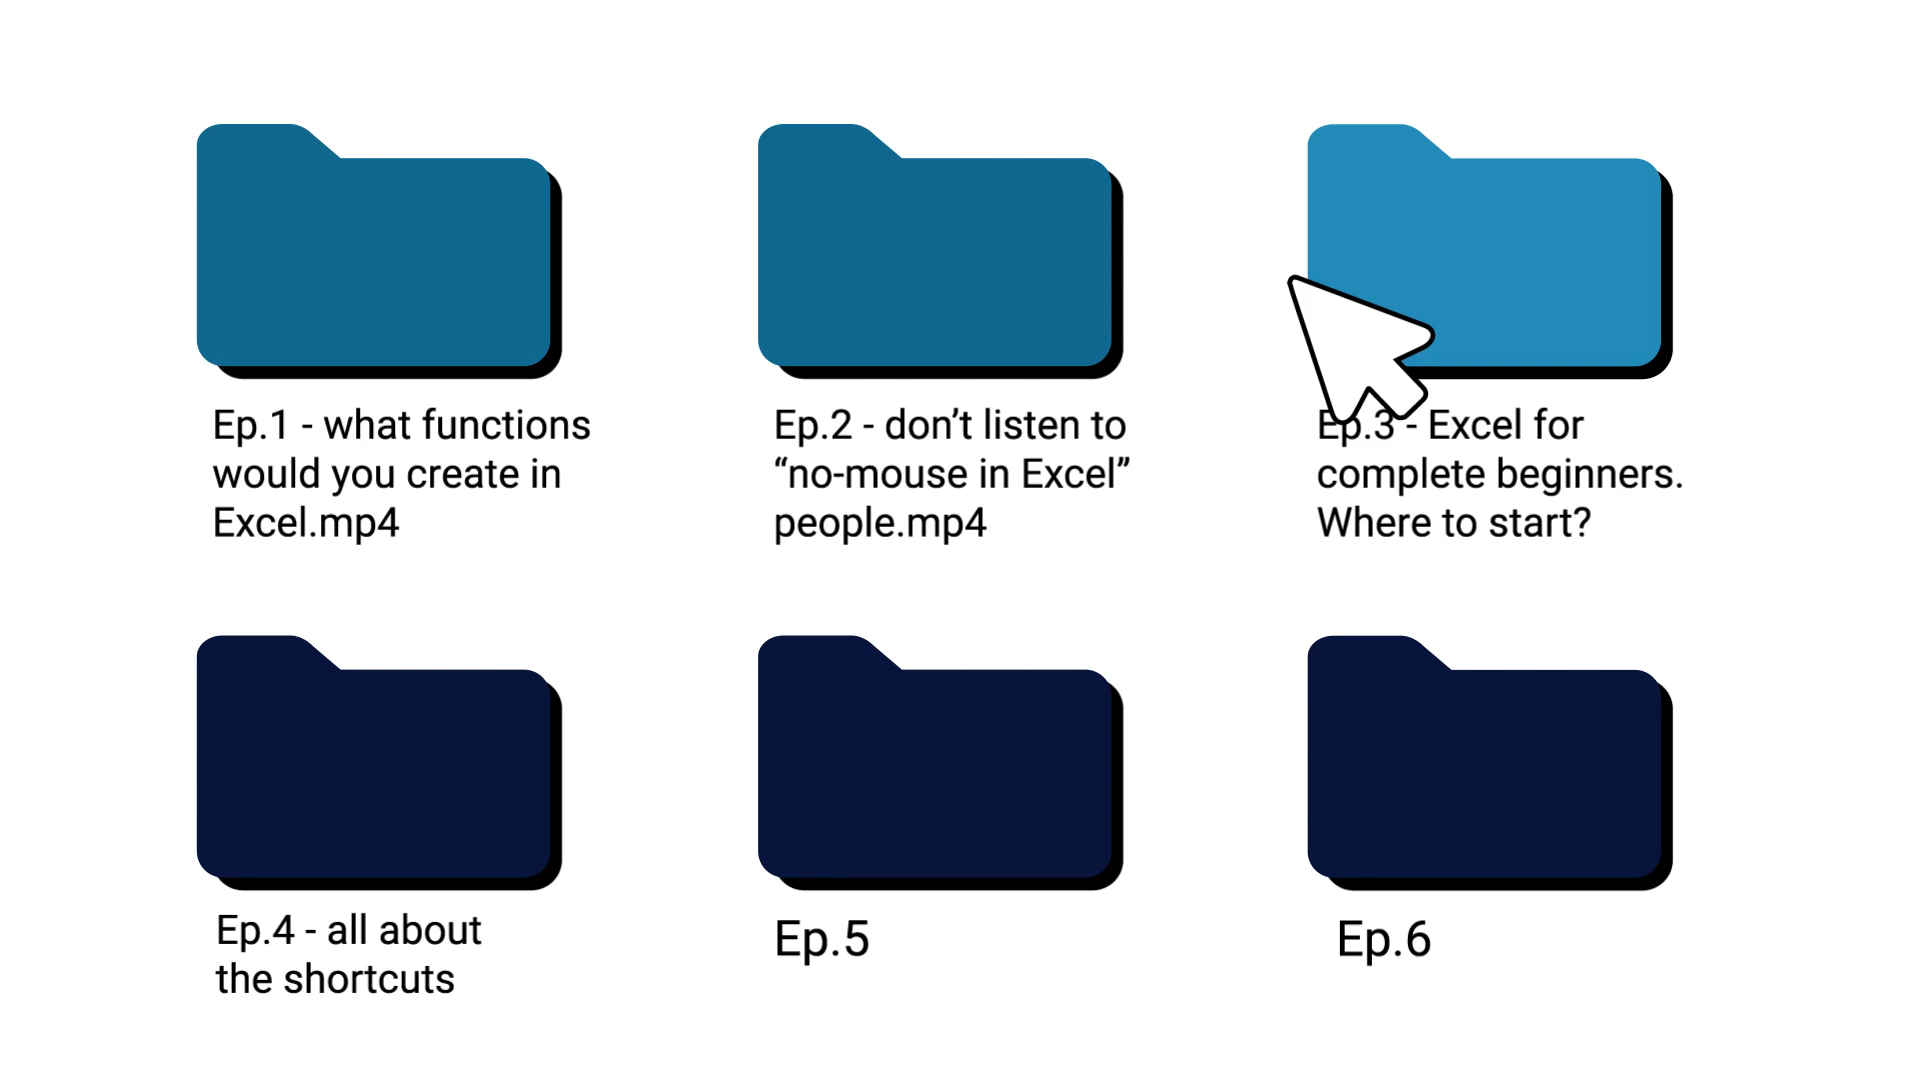 Ep.1 - what functions
would you create in
Excel.mp4
Ep.2 - don’t listen to
“no-mouse in Excel”
people.mp4
Ep.3 - Excel for
complete beginners.
Where to start?
Ep.4 - all about
the shortcuts
Ep.5
Ep.6